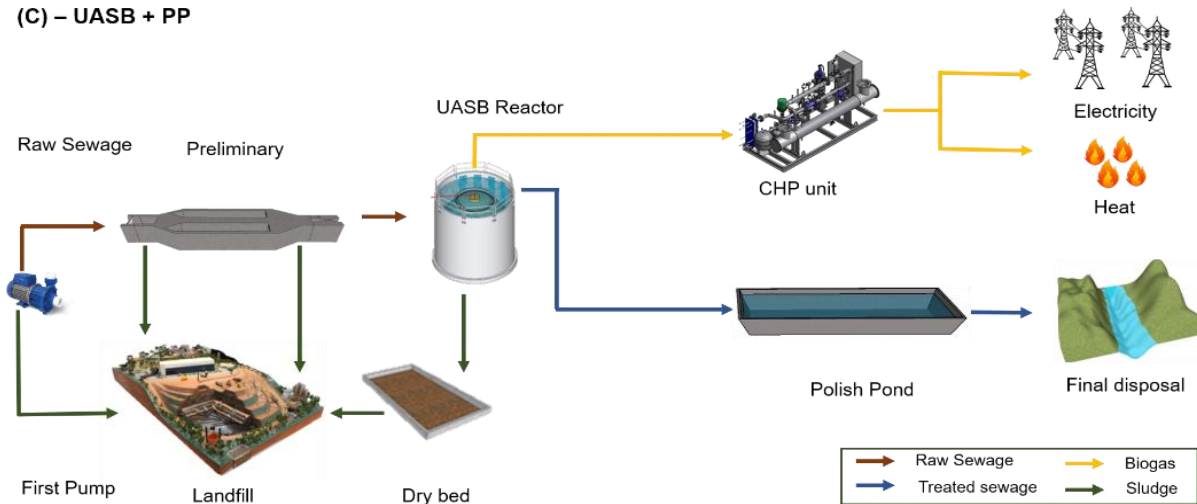 (C) – UASB + PP
UASB Reactor
Raw Sewage
Preliminary
Electricity
CHP unit
Heat
Polish Pond
Final disposal
First Pump
Landfill
Dry bed
Raw Sewage
Biogas
Treated sewage
Sludge